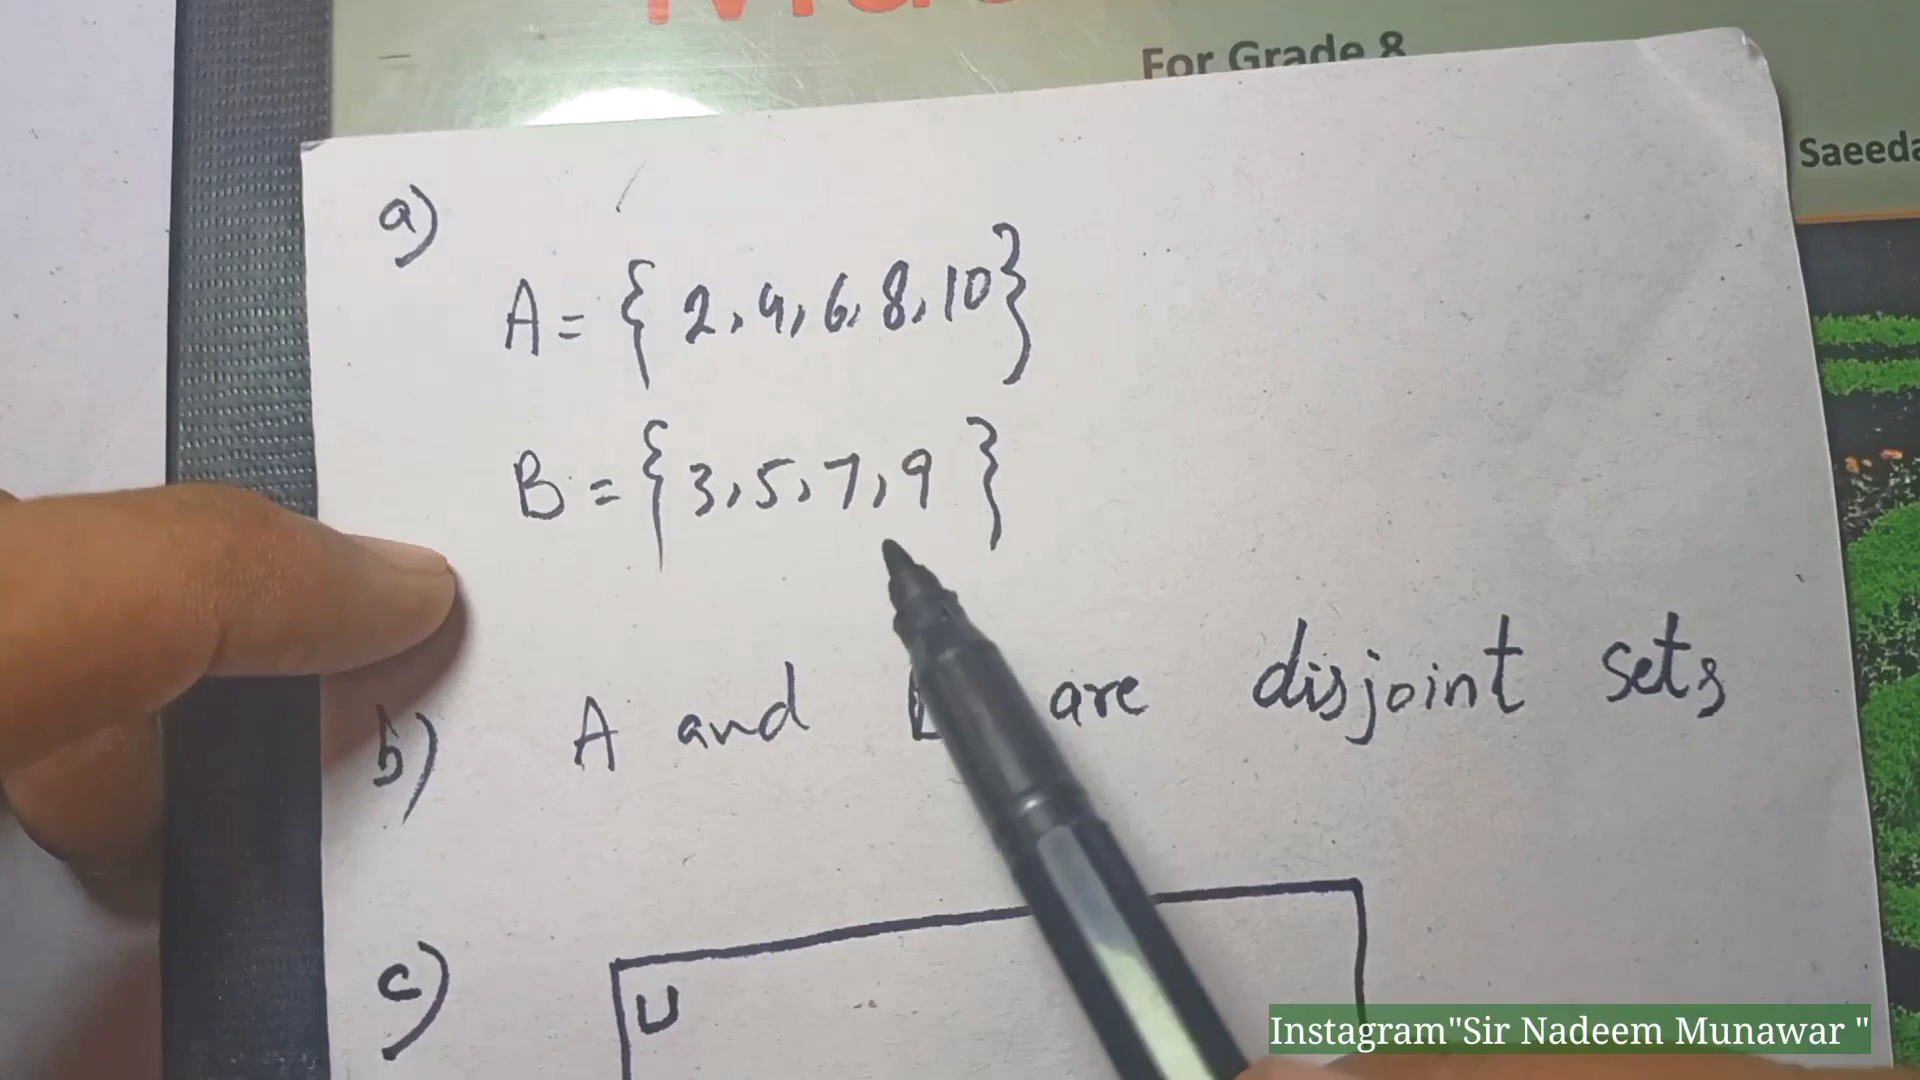 For Grade 8
Saeeda
a)
A = { 2, 4, 6, 8, 10 }
B = { 3, 5, 7, 9 }
b) A and are disjoint sets
c)
U
Instagram"Sir Nadeem Munawar "